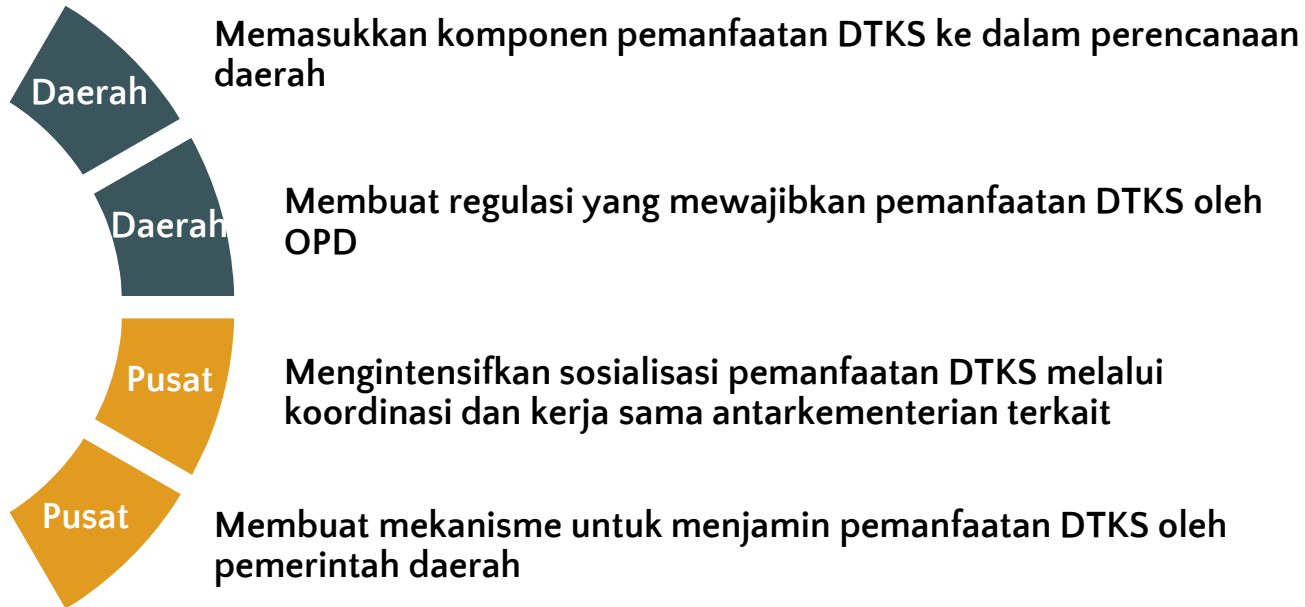 Daerah
Memasukkan komponen pemanfaatan DTKS ke dalam perencanaan
daerah
Daerah
Membuat regulasi yang mewajibkan pemanfaatan DTKS oleh
OPD
Pusat
Mengintensifkan sosialisasi pemanfaatan DTKS melalui
koordinasi dan kerja sama antarkementerian terkait
Pusat
Membuat mekanisme untuk menjamin pemanfaatan DTKS oleh
pemerintah daerah